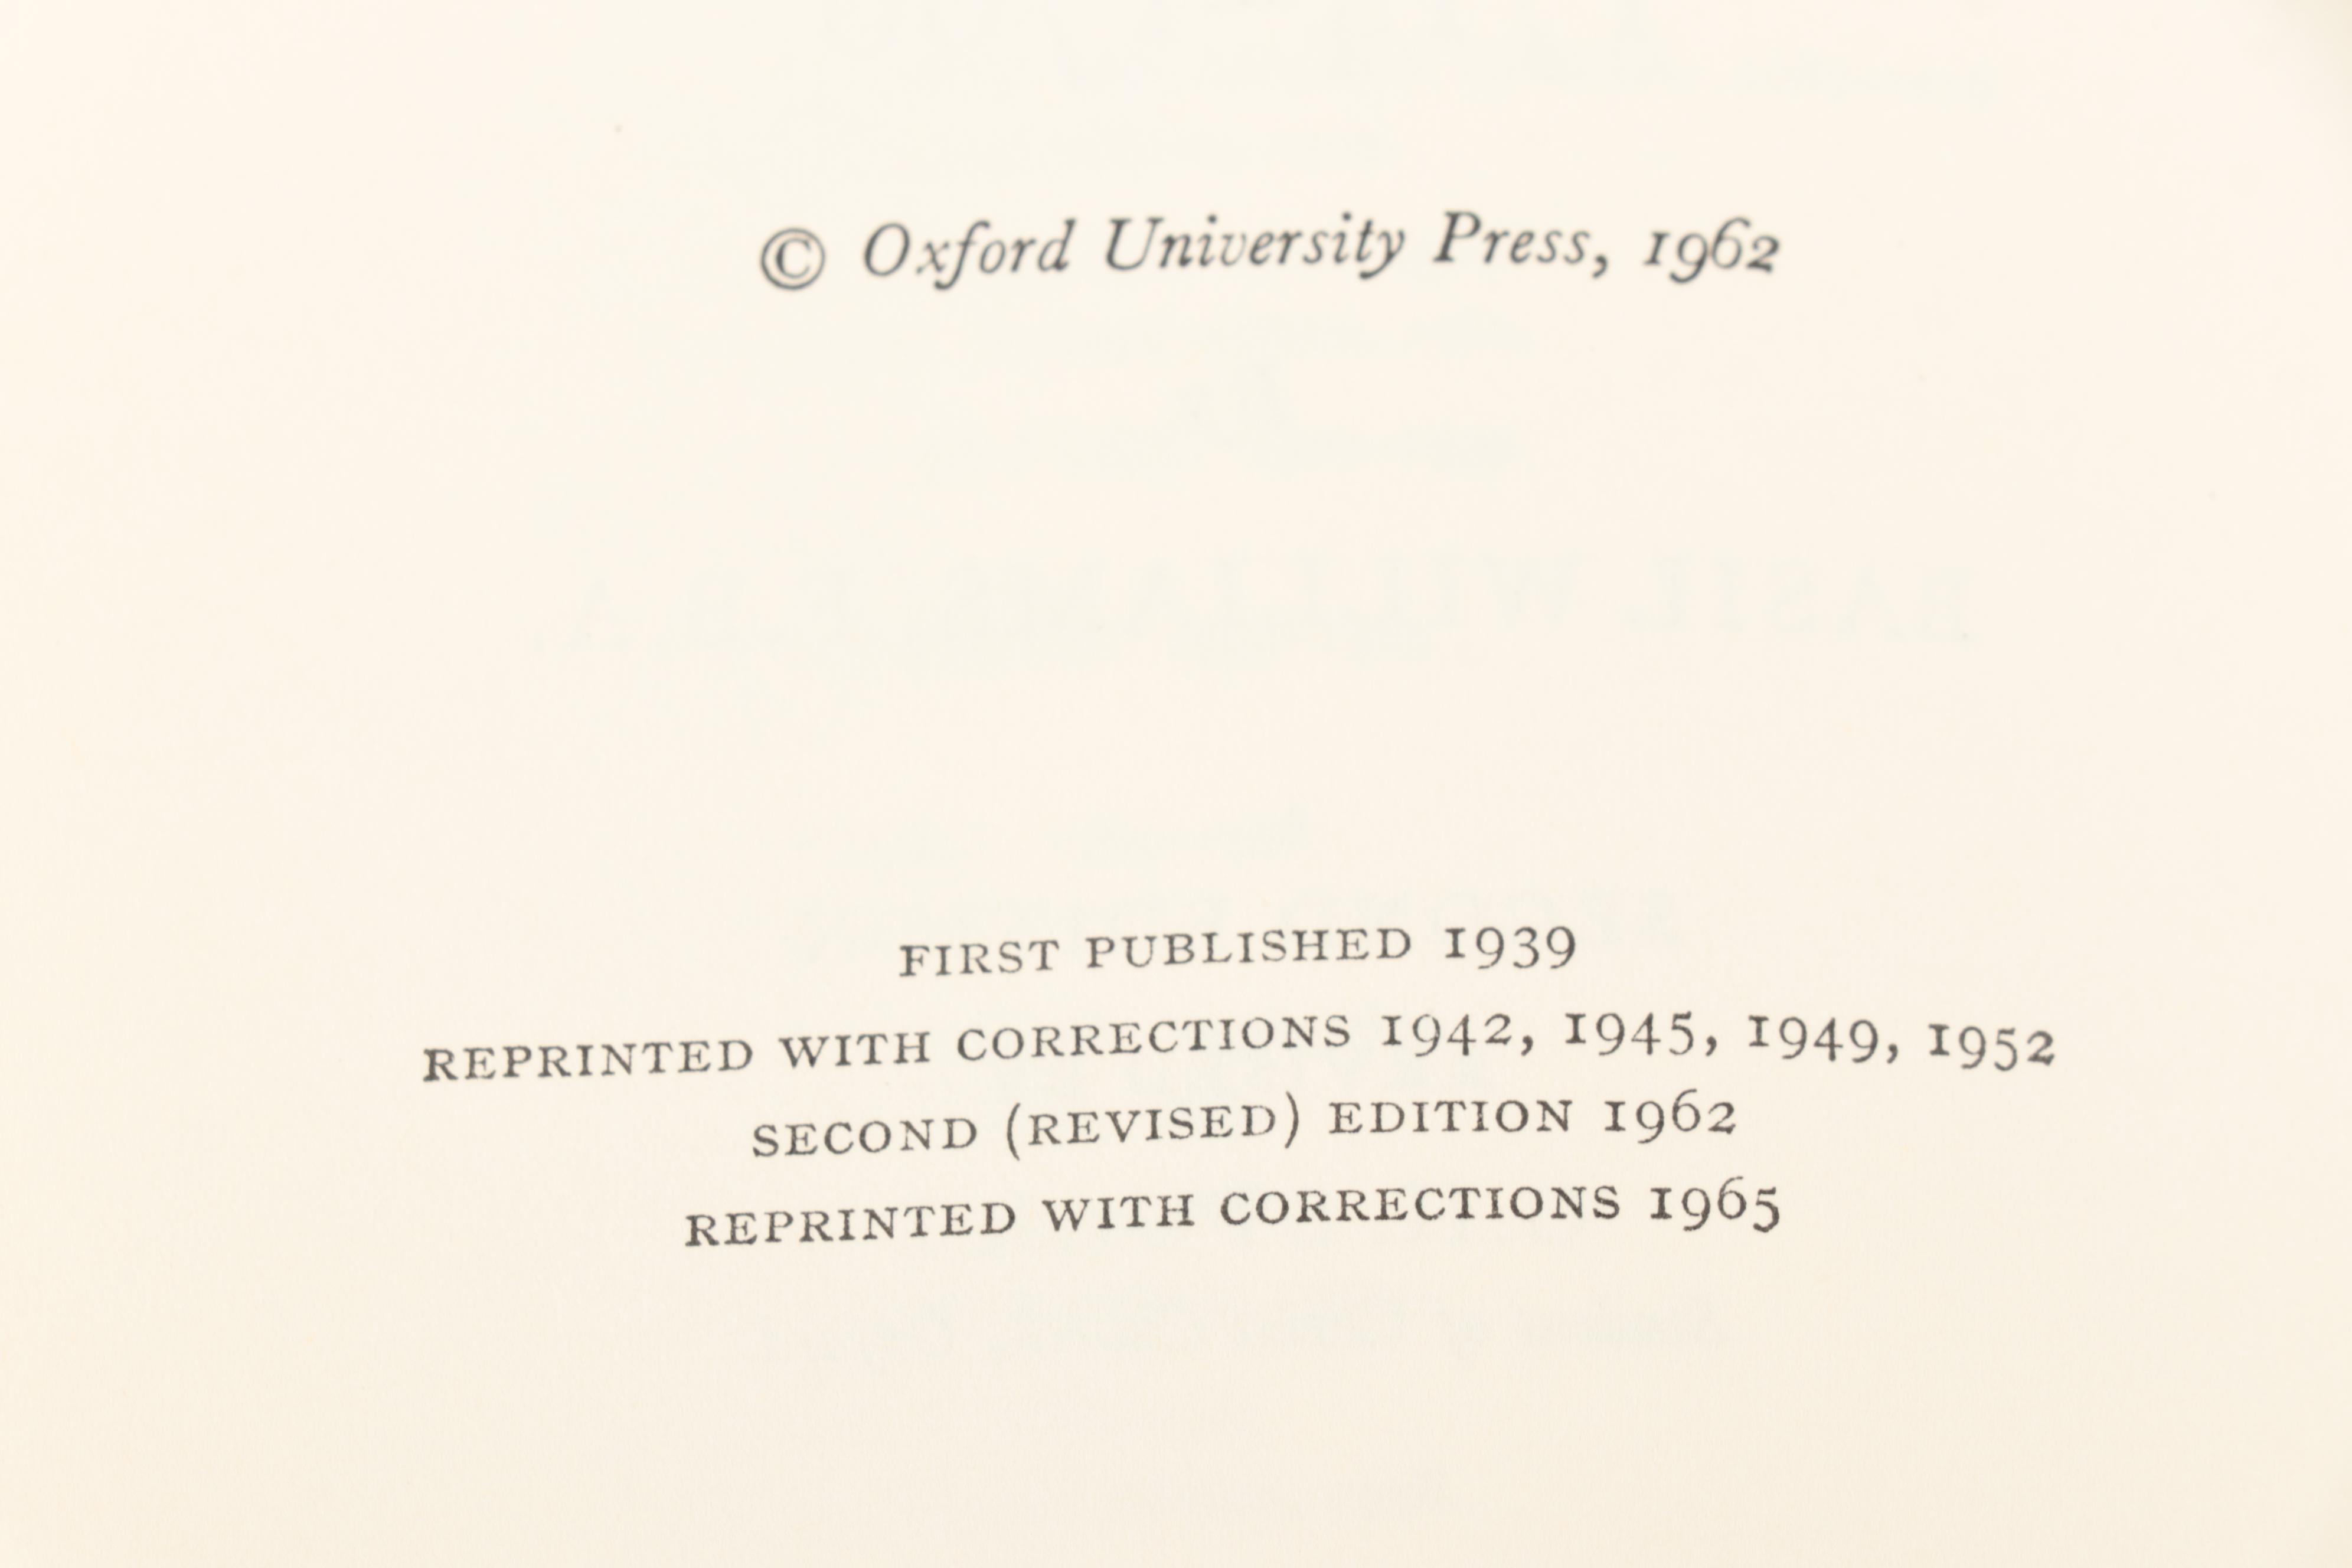 © Oxford University Press, 1962
FIRST PUBLISHED 1939
REPRINTED WITH CORRECTIONS 1942, 1945, 1949, 1952
SECOND (REVISED) EDITION 1962
REPRINTED WITH CORRECTIONS 1965